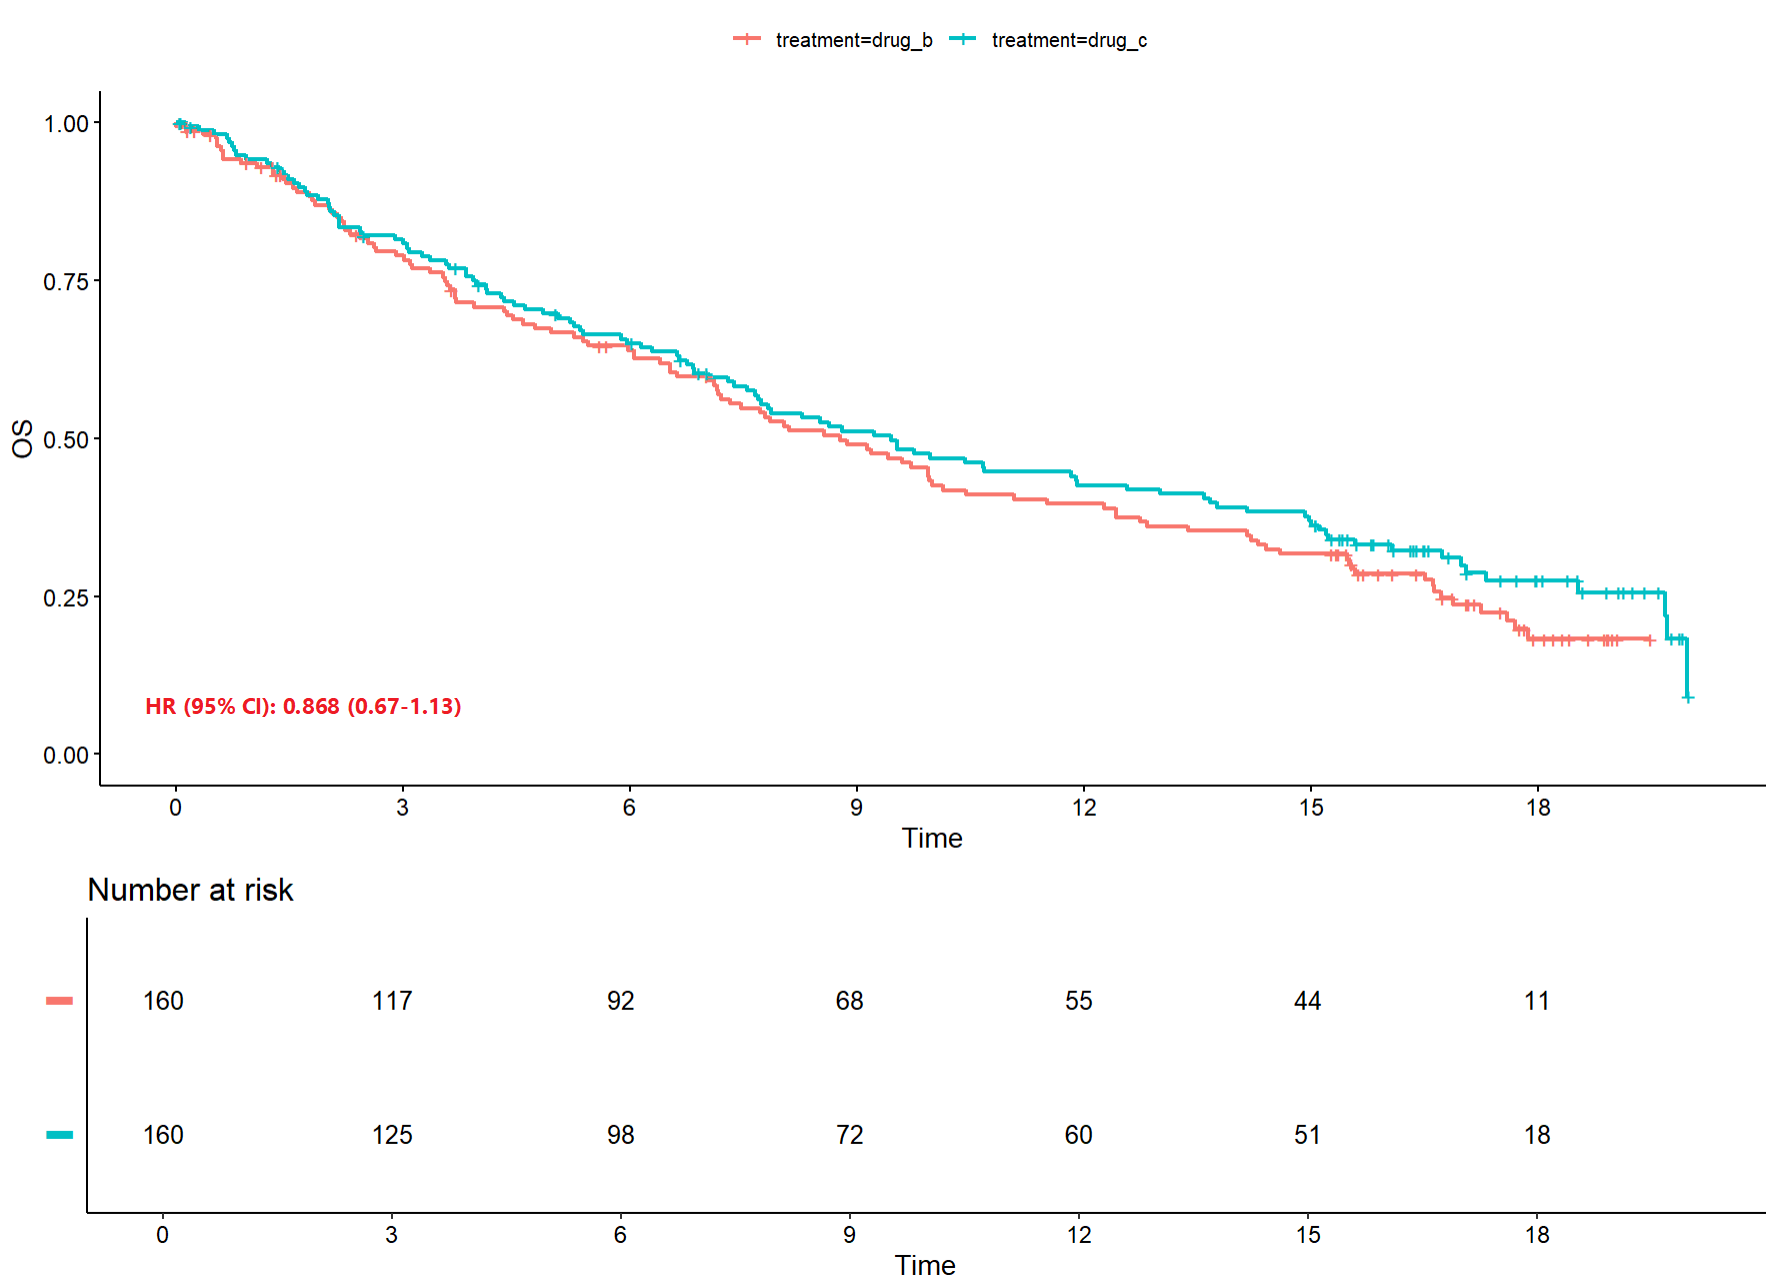 treatment=drug_b treatment=drug_c
1.00
0.75
0.50
0.25
0.00
OS
HR (95% CI): 0.868 (0.67-1.13)
0 3 6 9 12 15 18
Time
Number at risk
160 117 92 68 55 44 11
160 125 98 72 60 51 18
0 3 6 9 12 15 18
Time